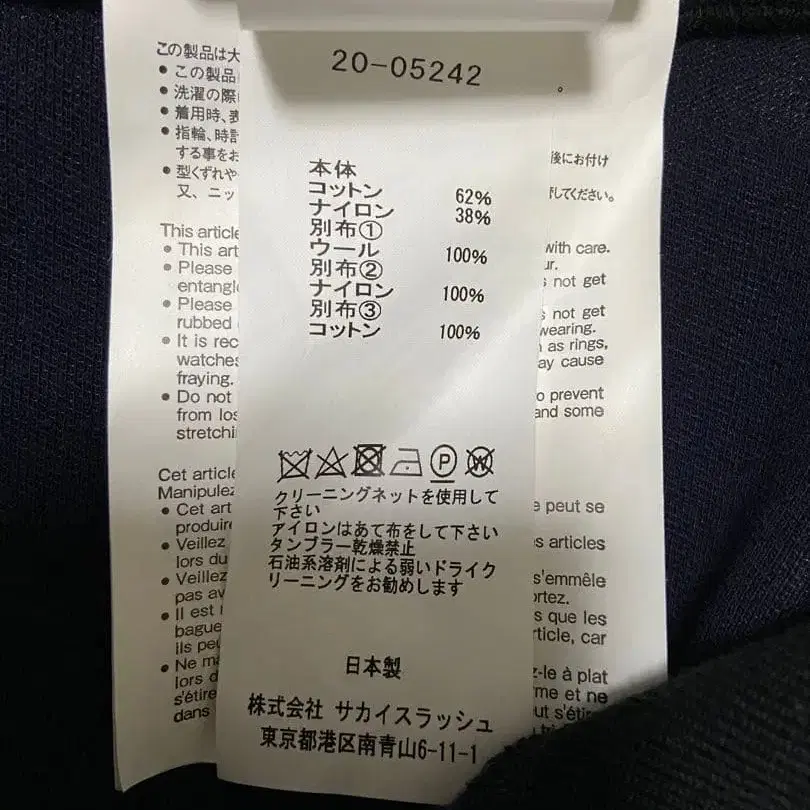 20-05242
本体
コットン 62%
ナイロン 38%
別布①
ウール 100%
別布②
ナイロン 100%
別布③
コットン 100%
P W
クリーニングネットを使用して
下さい
アイロンはあて布をして下さい
タンブラー乾燥禁止
石油系溶剤による弱いドライク
リーニングをお勧めします
日本製
株式会社 サカイスラッシュ
東京都港区南青山6-11-1
この製品は大
• この製品
• 洗濯の際
• 着用時、
• 指輪、時計
する事をお
• 型くずれや
又、ニッ
後にお付け
してください。
This article
• This art
with care.
• Please
ur.
entangle
s not get
• Please
s not get
rubbed
wearing.
• It is rec
as rings,
watches
ay cause
fraying.
• Do not
o prevent
from los
and some
stretchi
Cet article
Manipulez
• Cet art
e peut se
produire
• Veillez
s articles
lors du
• Veillez
s'emmêle
pas av
ortez.
• Il est
s que les
bague
rticle, car
ils peu
• Ne ma
z-le à plat
lors d
rme et ne
s'étire
ut s'étire
dans